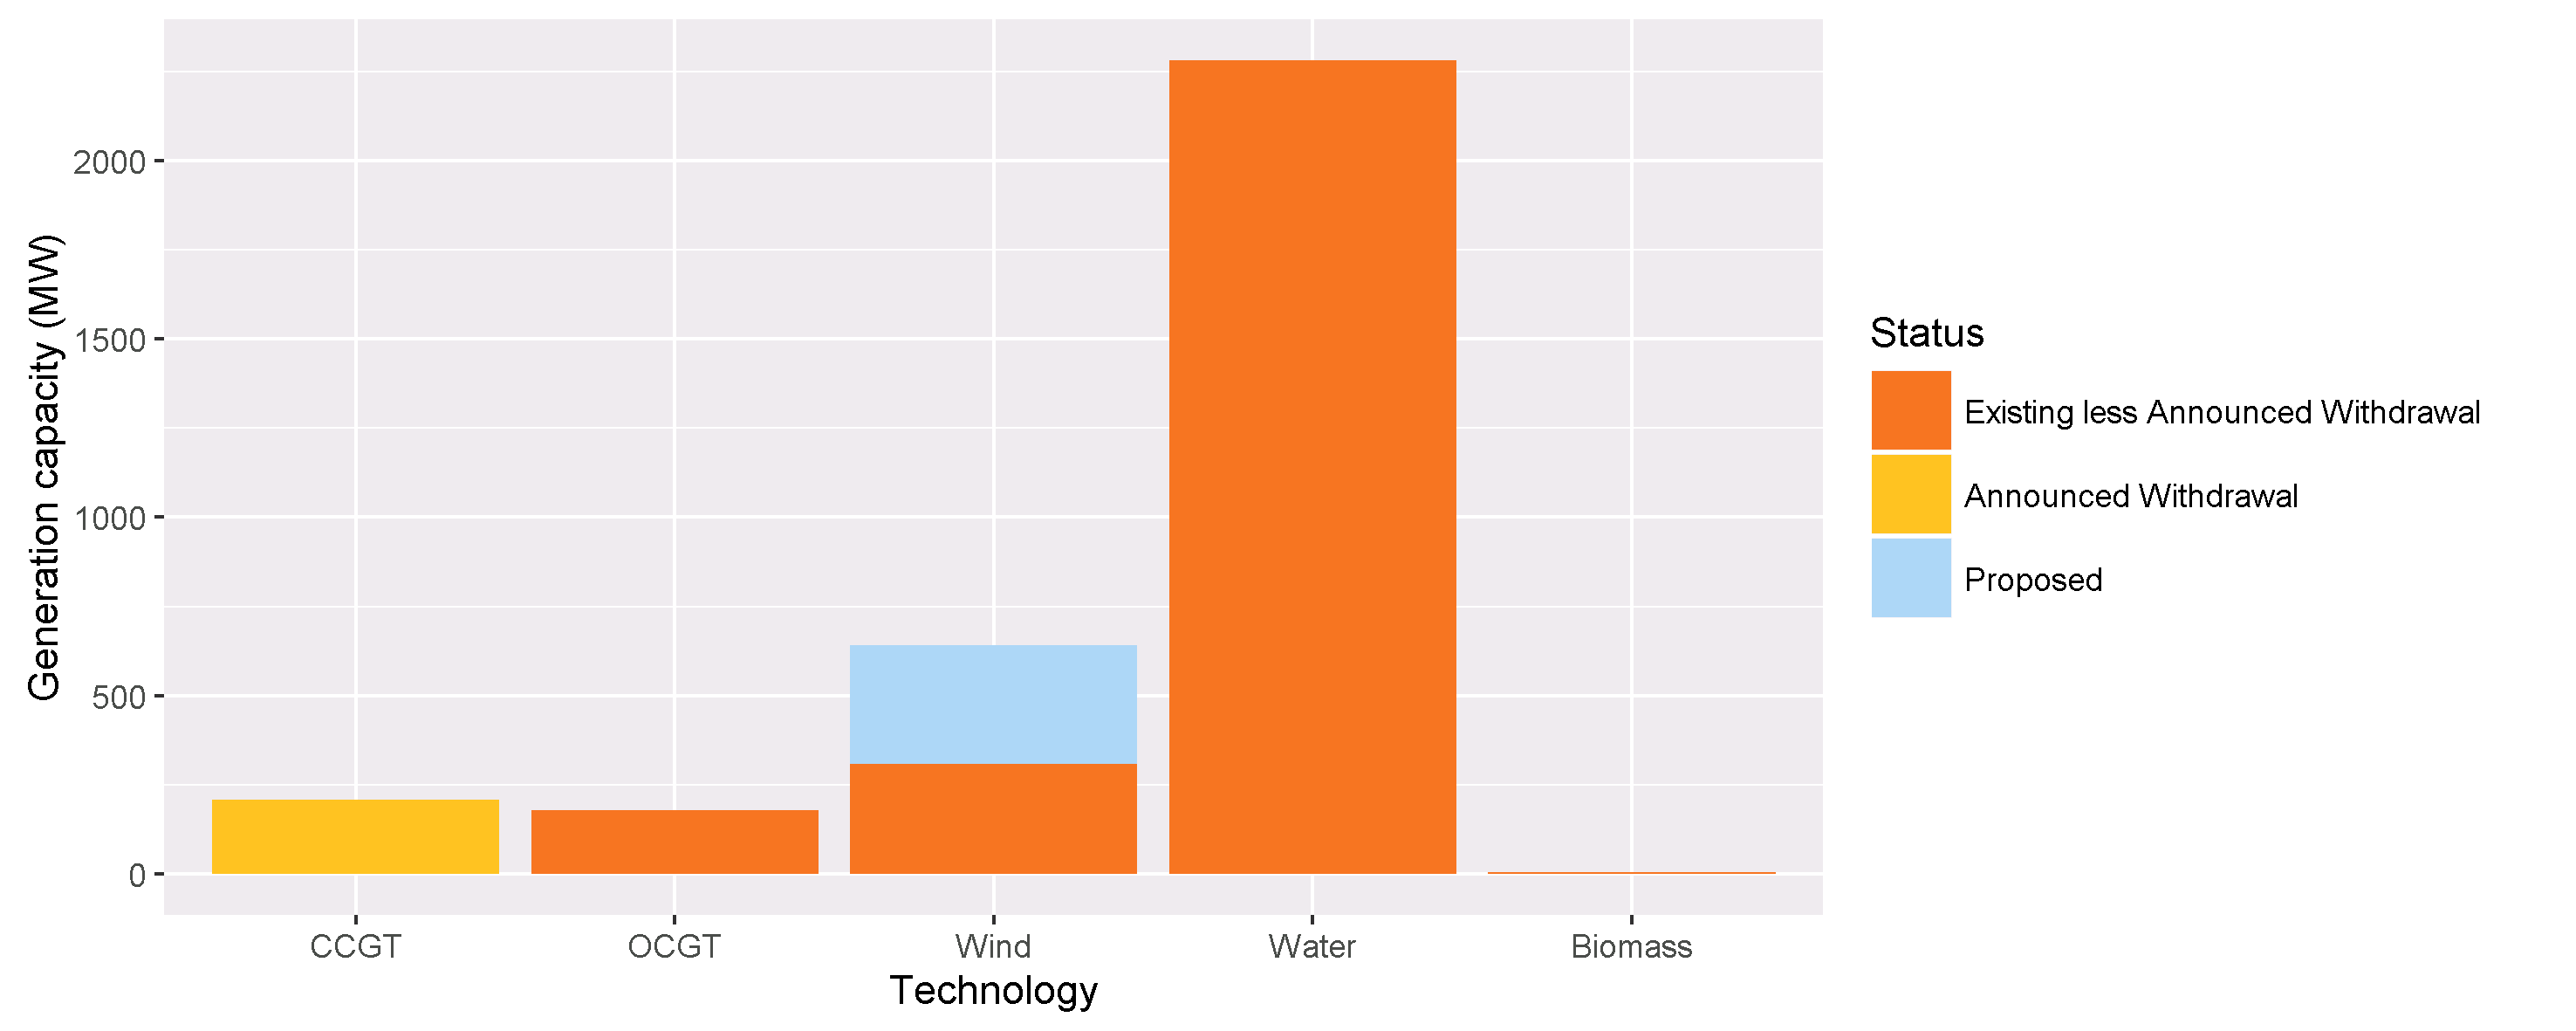 Generation capacity (MW)
2000
1500
1000
500
0
CCGT
OCGT
Wind
Water
Biomass
Technology
Status
Existing less Announced Withdrawal
Announced Withdrawal
Proposed